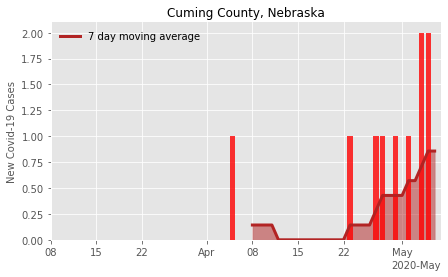 Cuming County, Nebraska
7 day moving average
New Covid-19 Cases
2.00
1.75
1.50
1.25
1.00
0.75
0.50
0.25
0.00
08 15 22 Apr 08 15 22 May
2020-May